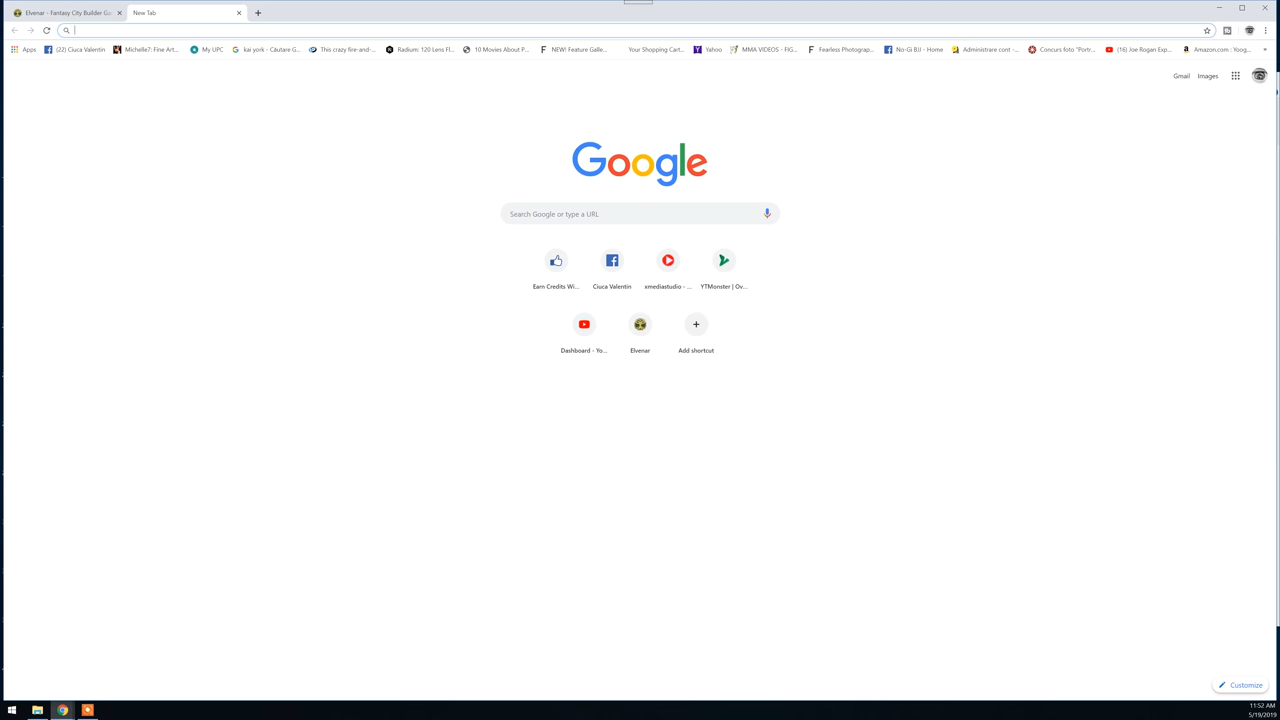 Elvenar - Fantasy City Builder Ga
New Tab
Apps
(22) Ciuca Valentin
Michelle7: Fine Art...
My UPC
kai york - Căutare G...
This crazy fire-and-...
Radium: 120 Lens Fl...
10 Movies About P...
NEW! Feature Galle...
Your Shopping Cart...
Yahoo
MMA VIDEOS - FIG...
Fearless Photograp...
No-Gi BJJ - Home
Administrare cont -...
Concurs foto "Portr...
(16) Joe Rogan Exp...
Amazon.com : Yoog...
Gmail Images
Google
Search Google or type a URL
Earn Credits Wi...
Ciuca Valentin
xmediastudio - ...
YTMonster | Ov...
Dashboard - Yo...
Elvenar
Add shortcut
Customize
11:52 AM
5/19/2019